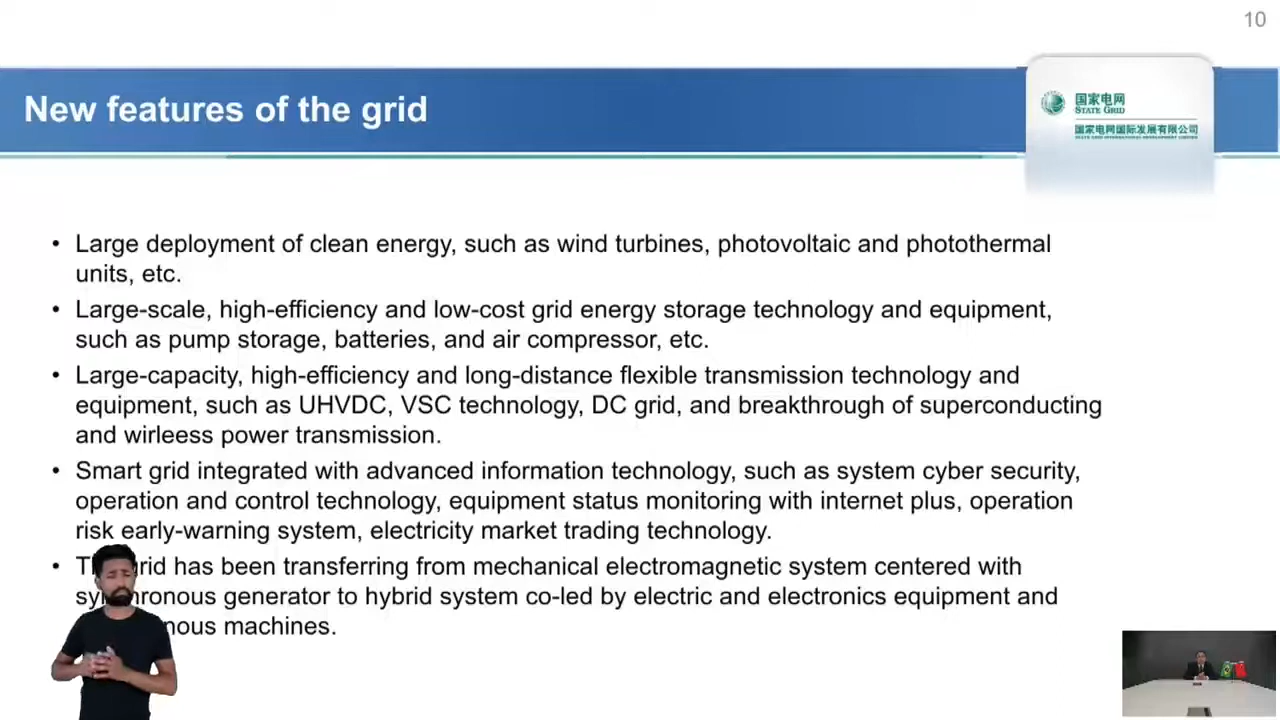 10
New features of the grid
国家电网
STATE GRID
国家电网国际发展有限公司
STATE GRID INTERNATIONAL DEVELOPMENT LIMITED
• Large deployment of clean energy, such as wind turbines, photovoltaic and photothermal
units, etc.
• Large-scale, high-efficiency and low-cost grid energy storage technology and equipment,
such as pump storage, batteries, and air compressor, etc.
• Large-capacity, high-efficiency and long-distance flexible transmission technology and
equipment, such as UHVDC, VSC technology, DC grid, and breakthrough of superconducting
and wirleess power transmission.
• Smart grid integrated with advanced information technology, such as system cyber security,
operation and control technology, equipment status monitoring with internet plus, operation
risk early-warning system, electricity market trading technology.
• grid has been transferring from mechanical electromagnetic system centered with
generator to hybrid system co-led by electric and electronics equipment and
machines.